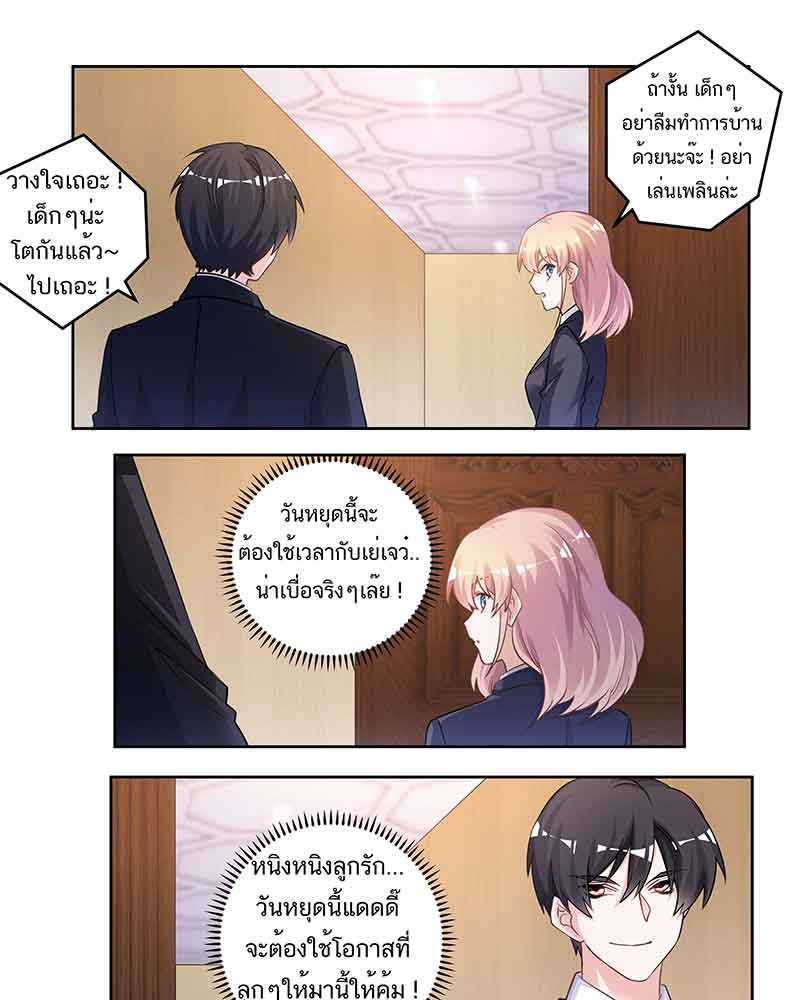 ถ้างั้น เด็กๆ
อย่าลืมทำการบ้าน
ด้วยนะจ๊ะ ! อย่า
เล่นเพลินล่ะ
วางใจเถอะ !
เด็กๆน่ะ
โตกันแล้ว~
ไปเถอะ !
วันหยุดนี้จะ
ต้องใช้เวลากับเย่เจว๋..
น่าเบื่อจริงๆเล๊ย !
หนิงหนิงลูกรัก...
วันหยุดนี้แดดดี๊
จะต้องใช้โอกาสที่
ลูกๆให้มานี้ให้คุ้ม !